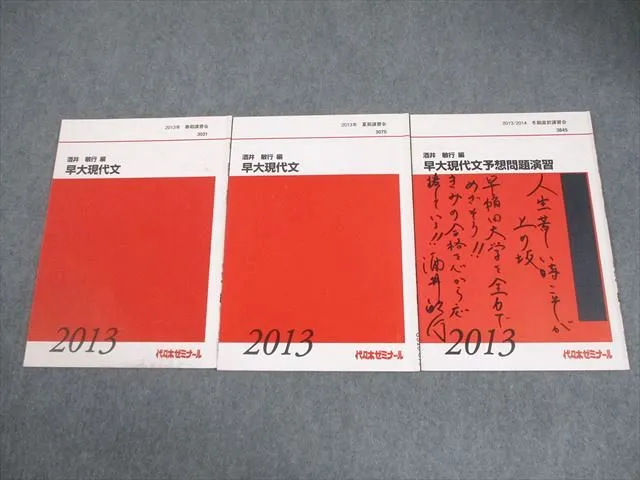 2013年 春期講習会
3021
酒井 敏行 編
早大現代文
2013
代々木ゼミナール
2013年 夏期講習会
3075
酒井 敏行 編
早大現代文
2013
代々木ゼミナール
2013/2014 冬期直前講習会
3845
酒井 敏行 編
早大現代文予想問題演習
人生苦しい時こそが
上り坂
早稲田大学を全力で
めざそう!!
きみの合格を心から応
援している!! 酒井敏行
2013
代々木ゼミナール